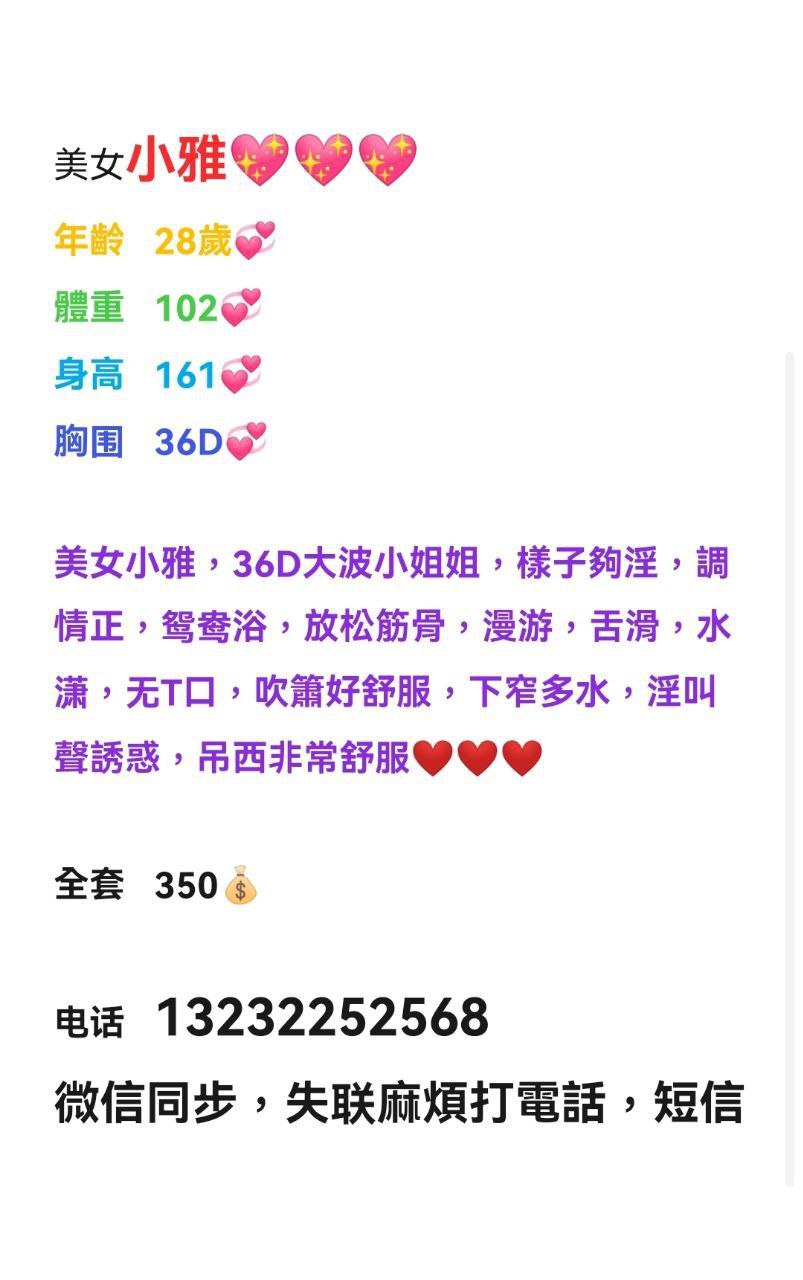 美女小雅💖💖💖
年齡 28歲💞
體重 102💞
身高 161💞
胸围 36D💞
美女小雅，36D大波小姐姐，樣子夠淫，調
情正，鸳鸯浴，放松筋骨，漫游，舌滑，水
潇，无T口，吹簫好舒服，下窄多水，淫叫
聲誘惑，吊西非常舒服❤️❤️❤️
全套 350💰
电话 13232252568
微信同步，失联麻煩打電話，短信